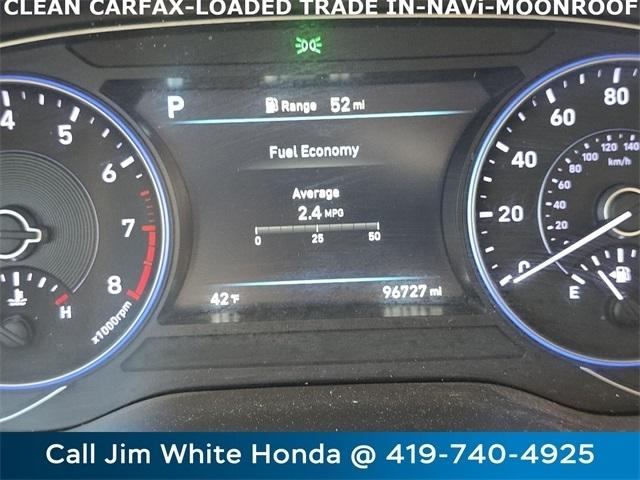 CLEAN CARFAX-LOADED TRADE IN-NAVi-MOONROOF
P Range 52 mi
Fuel Economy
Average
2.4 MPG
0 25 50
42°F 96727 mi
4 5 6 7 8
x1000rpm
H
0 20 40 60 80
20 40 60 80 100 120 140
km/h
E
Call Jim White Honda @ 419-740-4925